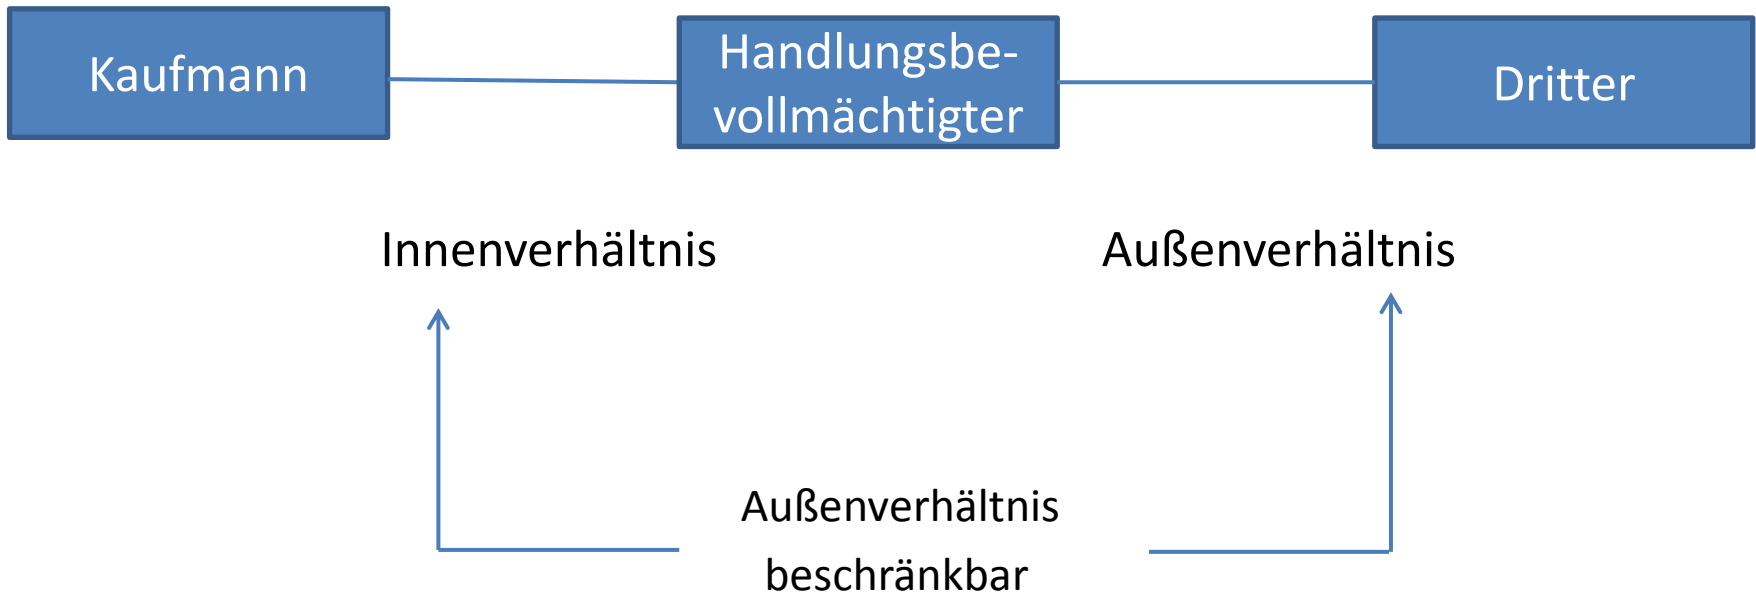 Kaufmann
Handlungsbe-
vollmächtigter
Dritter
Innenverhältnis
Außenverhältnis
Außenverhältnis
beschränkbar